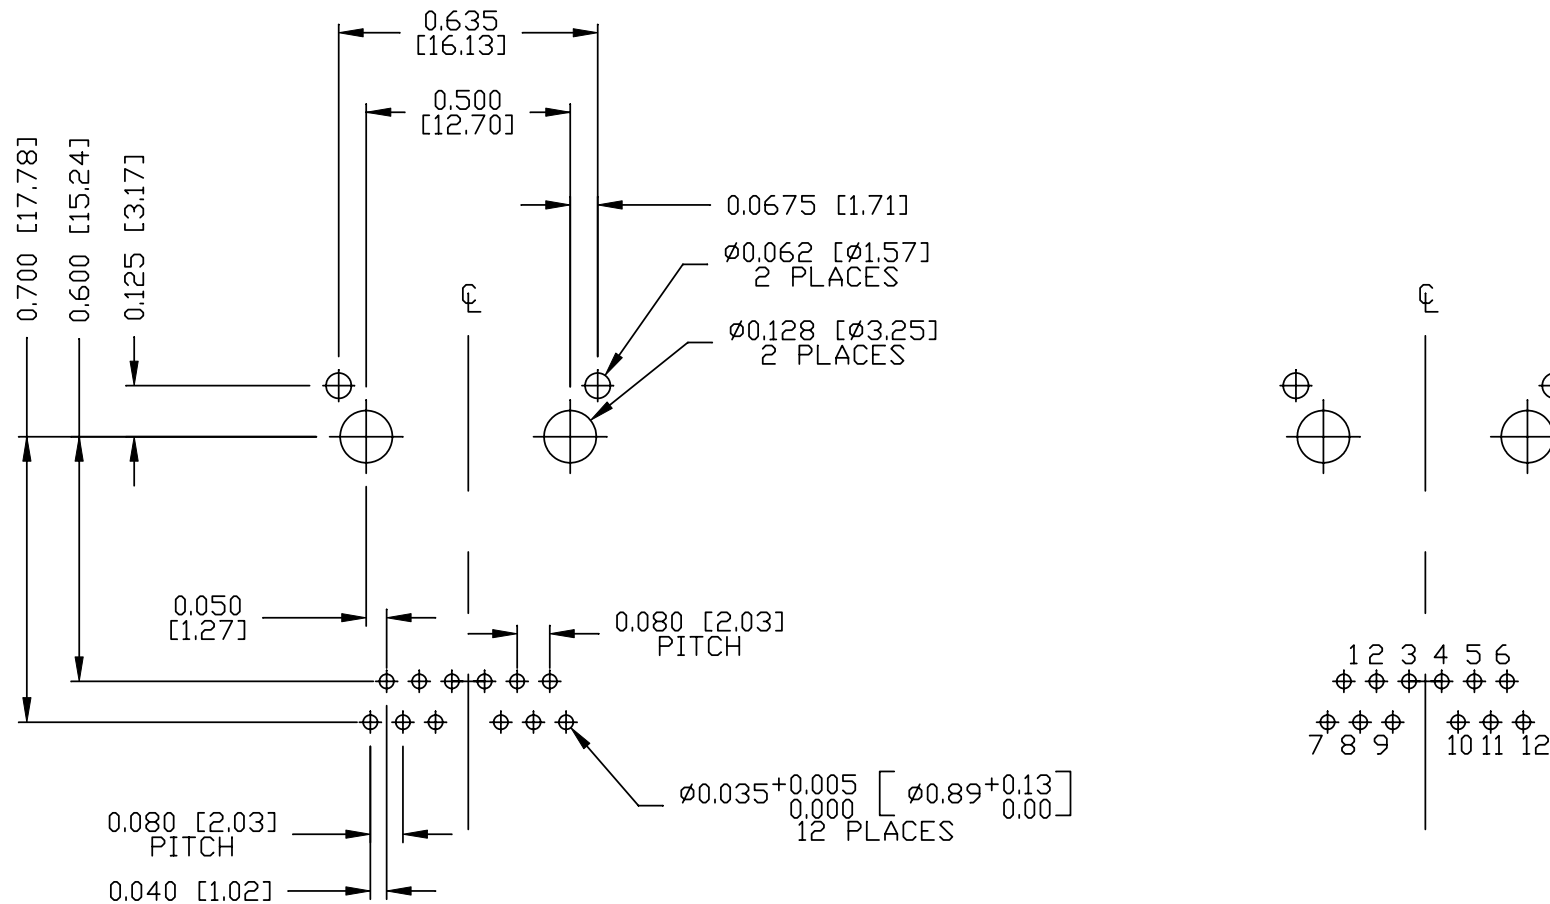 0.635
[16.13]
0.500
[12.70]
0.700 [17.78]
0.600 [15.24]
0.125 [3.17]
0.0675 [1.71]
ø0.062 [ø1.57]
2 PLACES
℄
℄
ø0.128 [ø3.25]
2 PLACES
0.050
[1.27]
0.080 [2.03]
PITCH
1 2 3 4 5 6
7 8 9 10 11 12
ø0.035 +0.005 [ø0.89 +0.13]
0.000 0.00
12 PLACES
0.080 [2.03]
PITCH
0.040 [1.02]